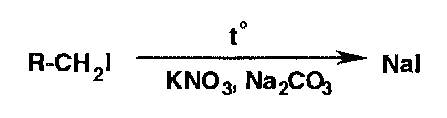 t°
R-CH₂I → NaI
KNO₃, Na₂CO₃